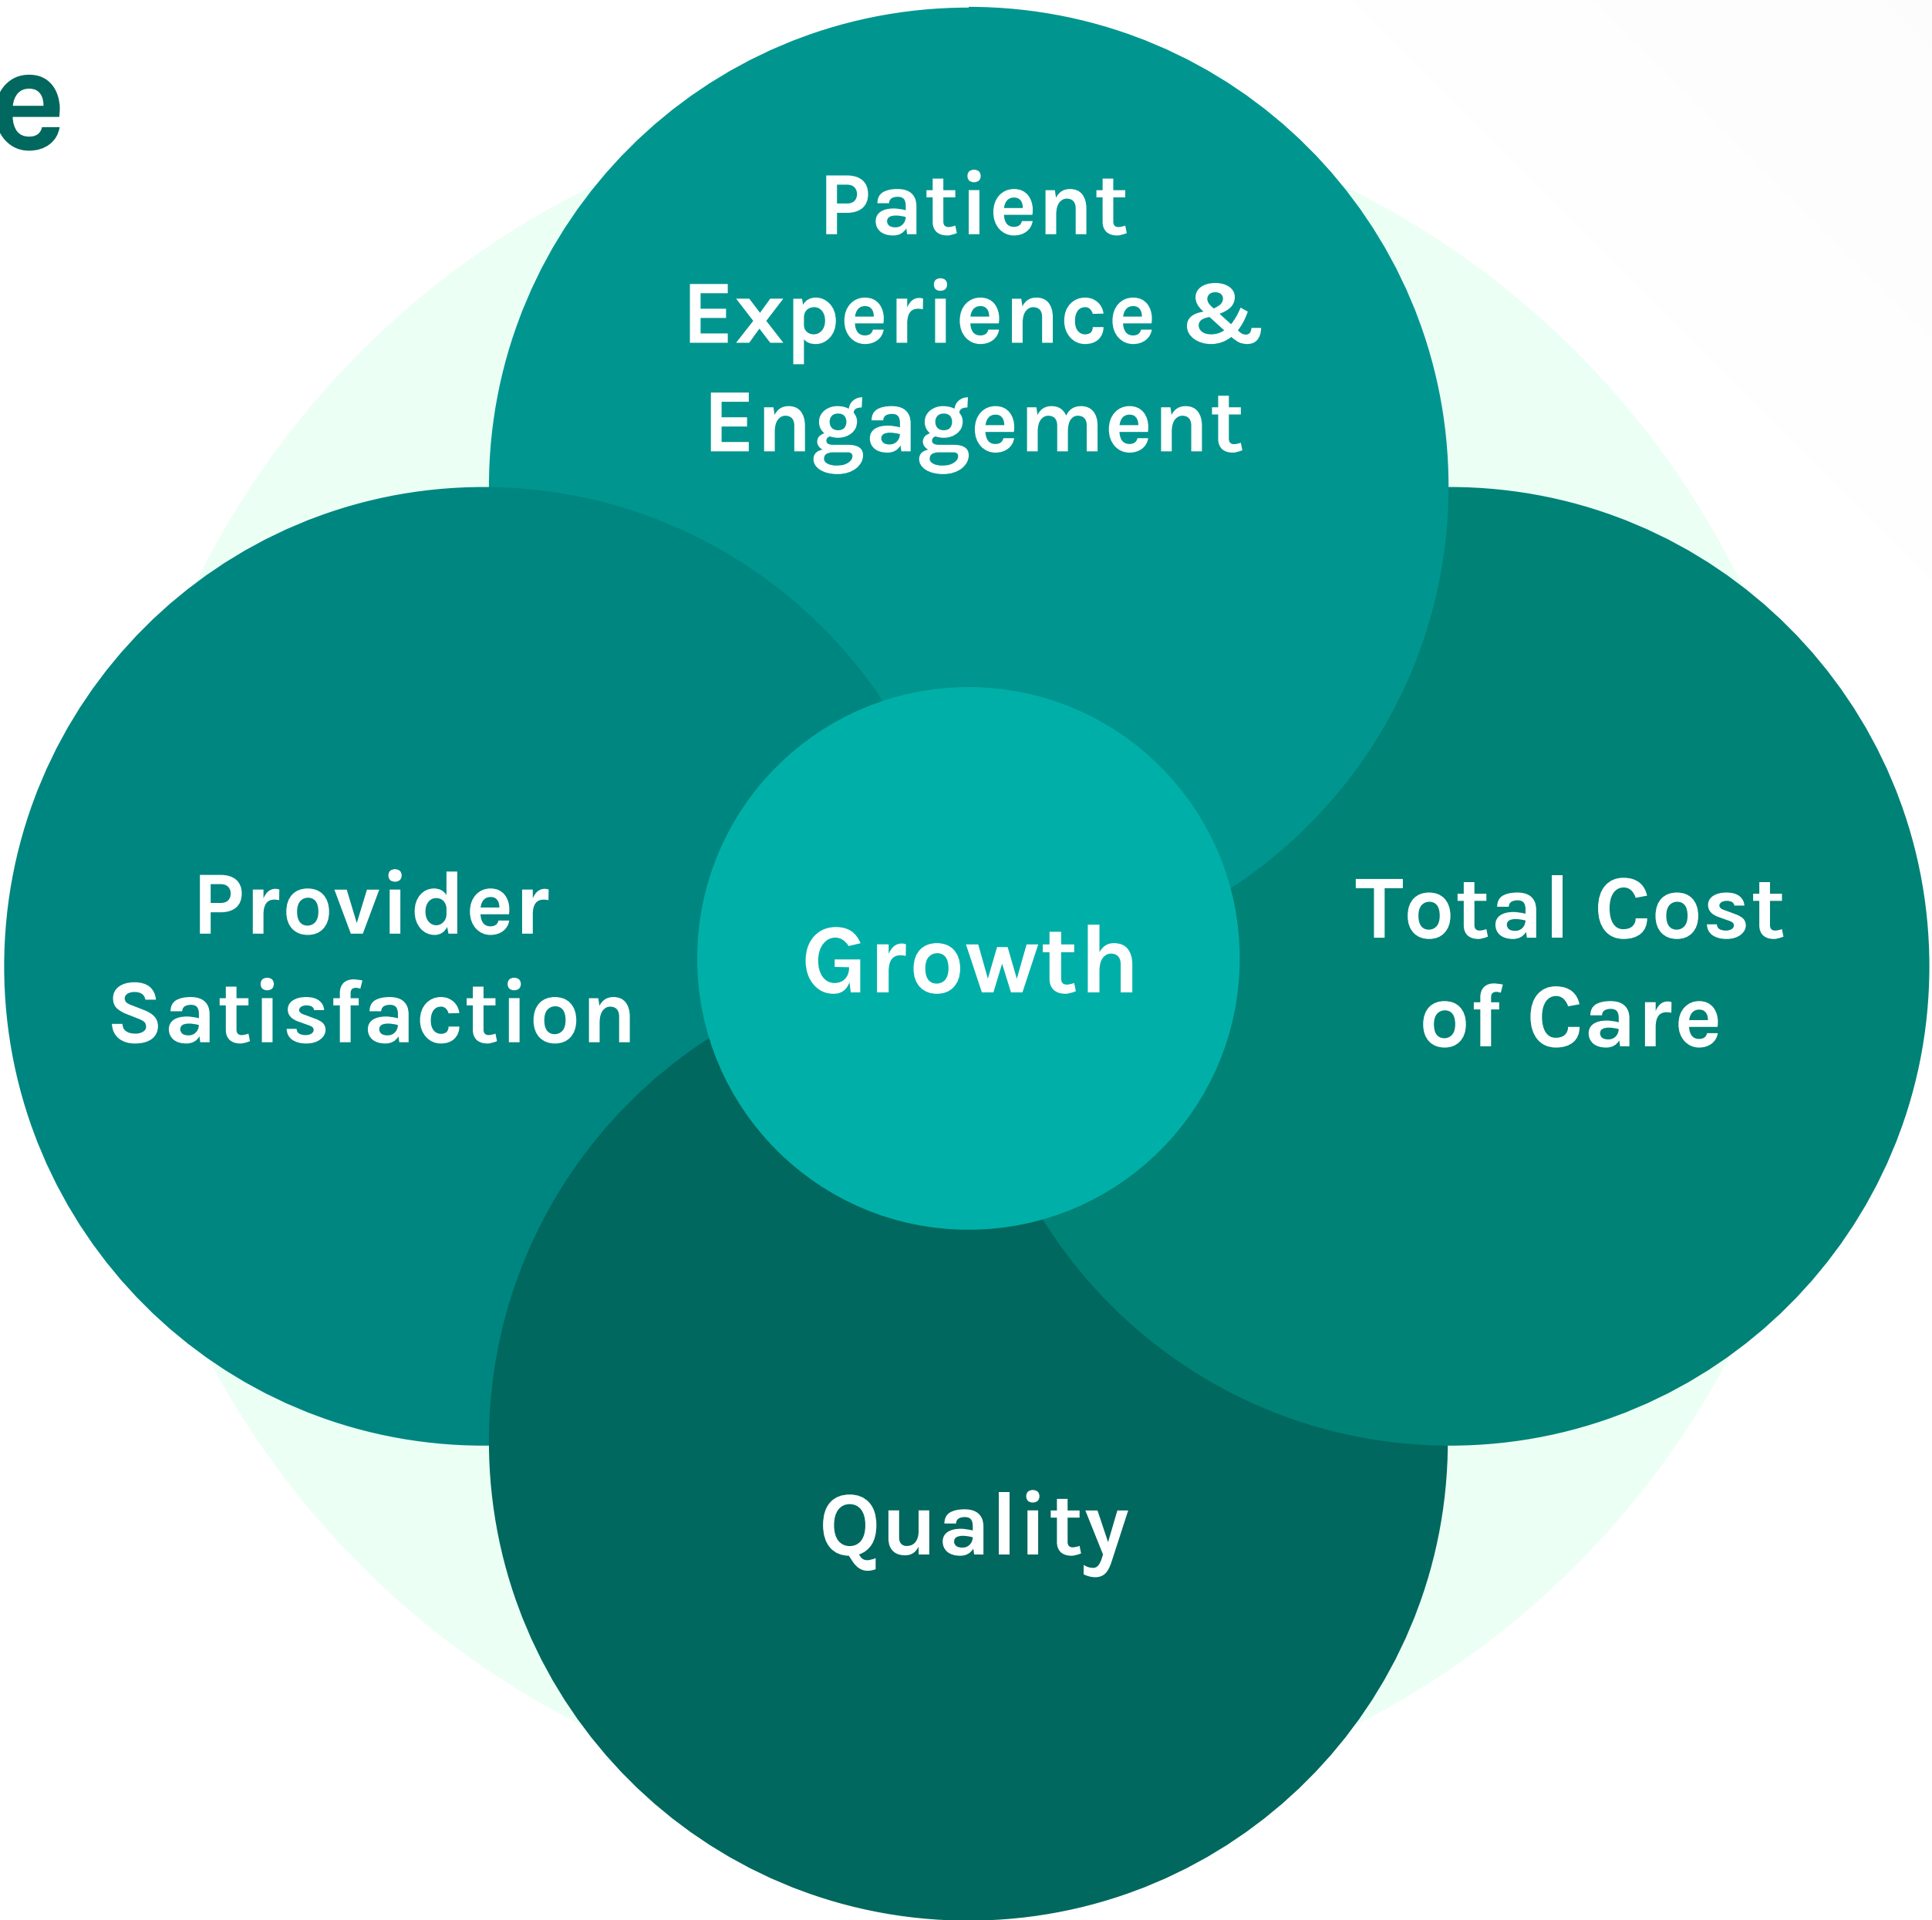 e
Patient
Experience &
Engagement
Provider
Satisfaction
Growth
Total Cost
of Care
Quality